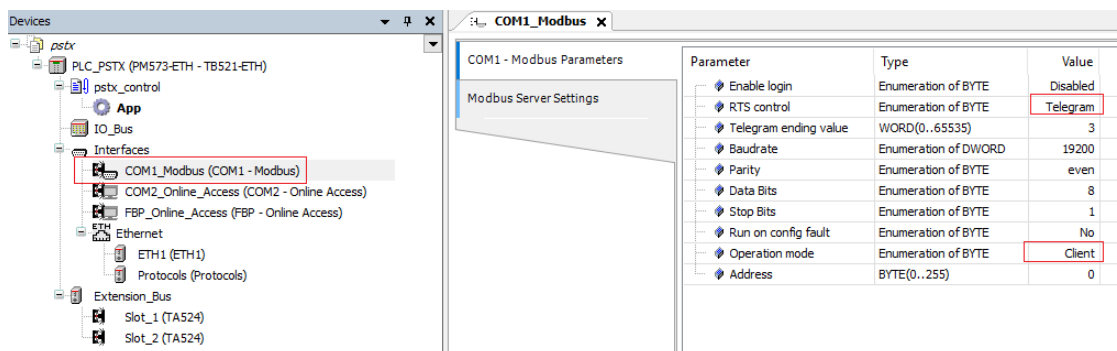 Devices
pstx
PLC_PSTX (PM573-ETH - TB521-ETH)
pstx_control
App
IO_Bus
Interfaces
COM1_Modbus (COM1 - Modbus)
COM2_Online_Access (COM2 - Online Access)
FBP_Online_Access (FBP - Online Access)
ETH Ethernet
ETH1 (ETH1)
Protocols (Protocols)
Extension_Bus
Slot_1 (TA524)
Slot_2 (TA524)
COM1_Modbus X
COM1 - Modbus Parameters
Modbus Server Settings
Parameter Type Value
Enable login Enumeration of BYTE Disabled
RTS control Enumeration of BYTE Telegram
Telegram ending value WORD(0..65535) 3
Baudrate Enumeration of DWORD 19200
Parity Enumeration of BYTE even
Data Bits Enumeration of BYTE 8
Stop Bits Enumeration of BYTE 1
Run on config fault Enumeration of BYTE No
Operation mode Enumeration of BYTE Client
Address BYTE(0..255) 0